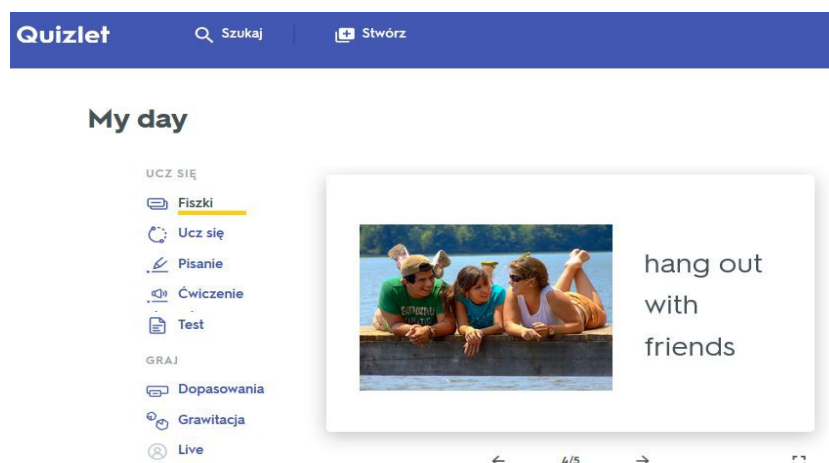 Quizlet Szukaj Stwórz
My day
UCZ SIĘ
Fiszki
Ucz się
Pisanie
Ćwiczenie
Test
GRAJ
Dopasowania
Grawitacja
Live
hang out
with
friends
4/5